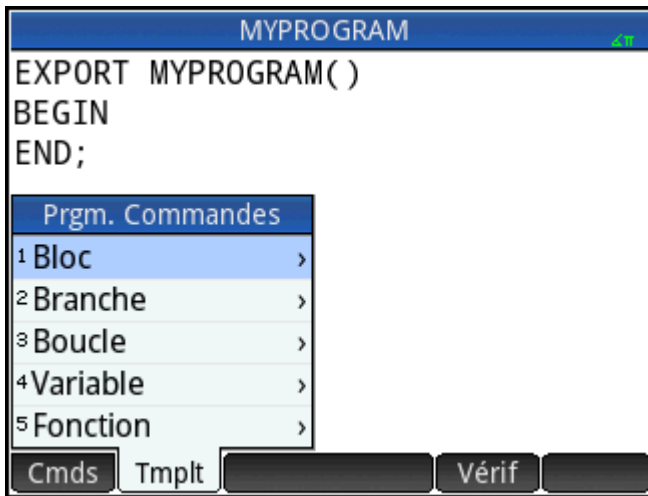 MYPROGRAM
∡π
EXPORT MYPROGRAM()
BEGIN
END;
Prgm. Commandes
1 Bloc ›
2 Branche ›
3 Boucle ›
4 Variable ›
5 Fonction ›
Cmds Tmplt Vérif